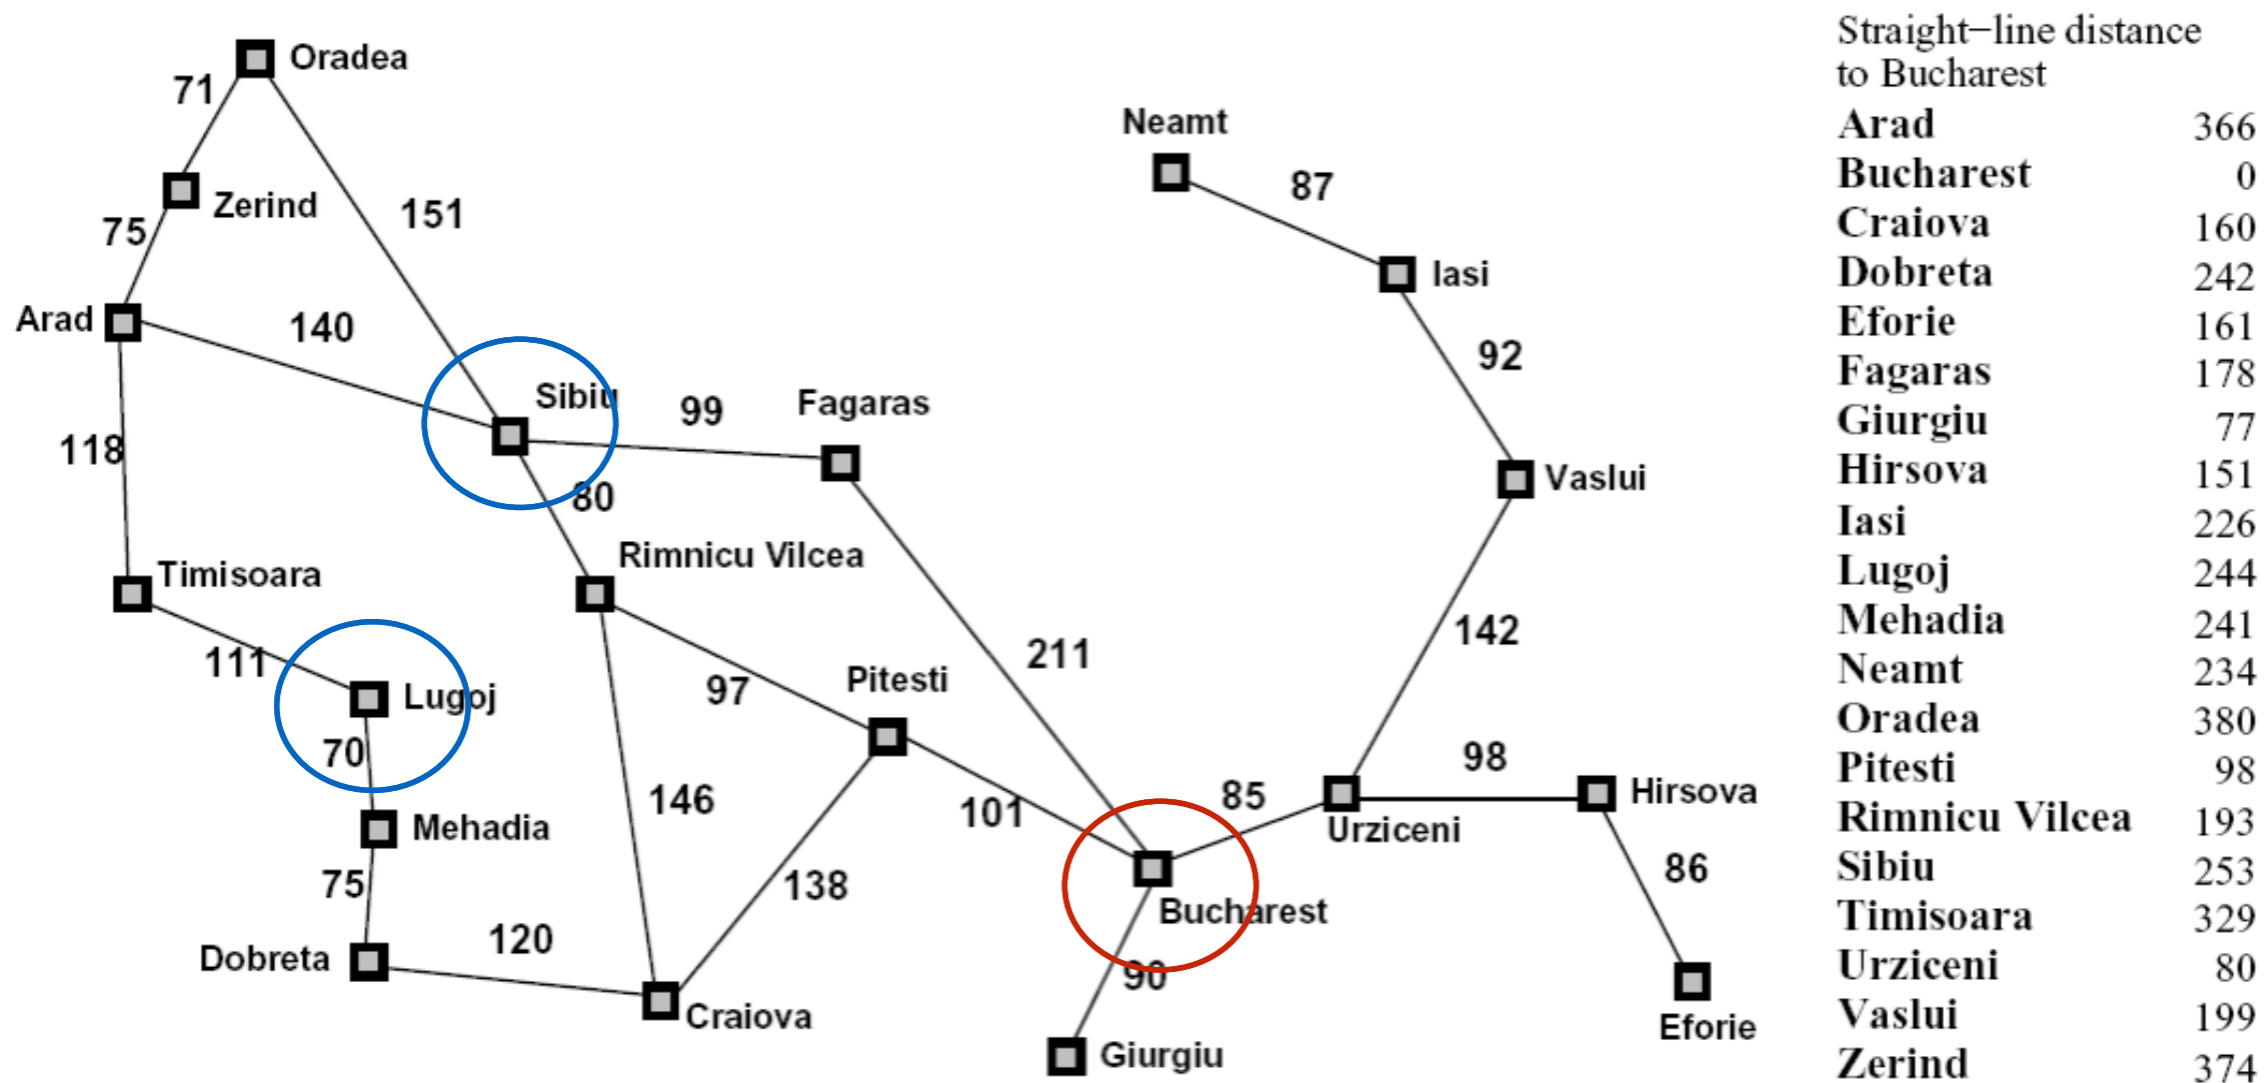 Oradea
71
Neamt
87
Zerind
151
75
Iasi
Arad
140
92
Sibiu
99
Fagaras
118
80
Vaslui
Timisoara
Rimnicu Vilcea
142
111
Lugoj
97
Pitesti
211
70
98
Hirsova
146
101
85
Urziceni
Mehadia
75
138
86
Bucharest
Dobreta
120
90
Craiova
Eforie
Giurgiu
Straight−line distance
to Bucharest
Arad 366
Bucharest 0
Craiova 160
Dobreta 242
Eforie 161
Fagaras 178
Giurgiu 77
Hirsova 151
Iasi 226
Lugoj 244
Mehadia 241
Neamt 234
Oradea 380
Pitesti 98
Rimnicu Vilcea 193
Sibiu 253
Timisoara 329
Urziceni 80
Vaslui 199
Zerind 374